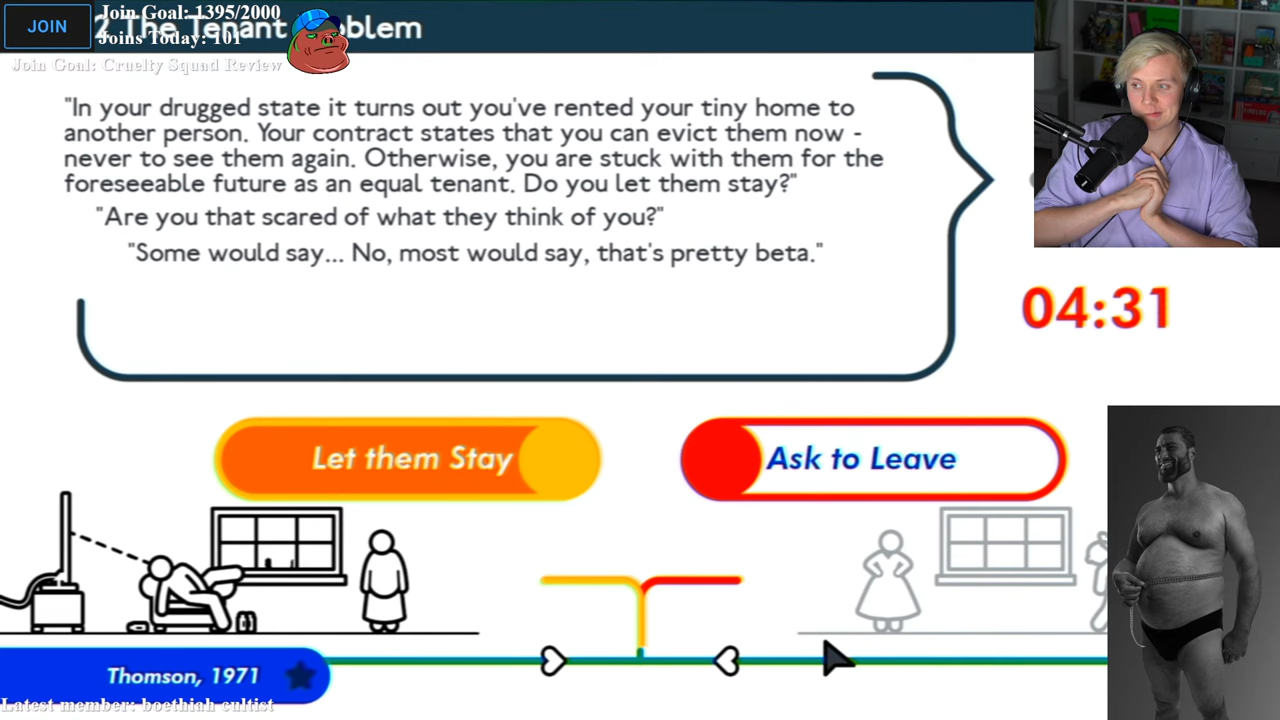 JOIN
Join Goal: 1395/2000
2 The Tenant blem
Joins Today: 101
Join Goal: Cruelty Squad Review
"In your drugged state it turns out you've rented your tiny home to
another person. Your contract states that you can evict them now -
never to see them again. Otherwise, you are stuck with them for the
foreseeable future as an equal tenant. Do you let them stay?"
"Are you that scared of what they think of you?"
"Some would say... No, most would say, that's pretty beta."
04:31
Let them Stay
Ask to Leave
Thomson, 1971
Latest member: boethiah cultist